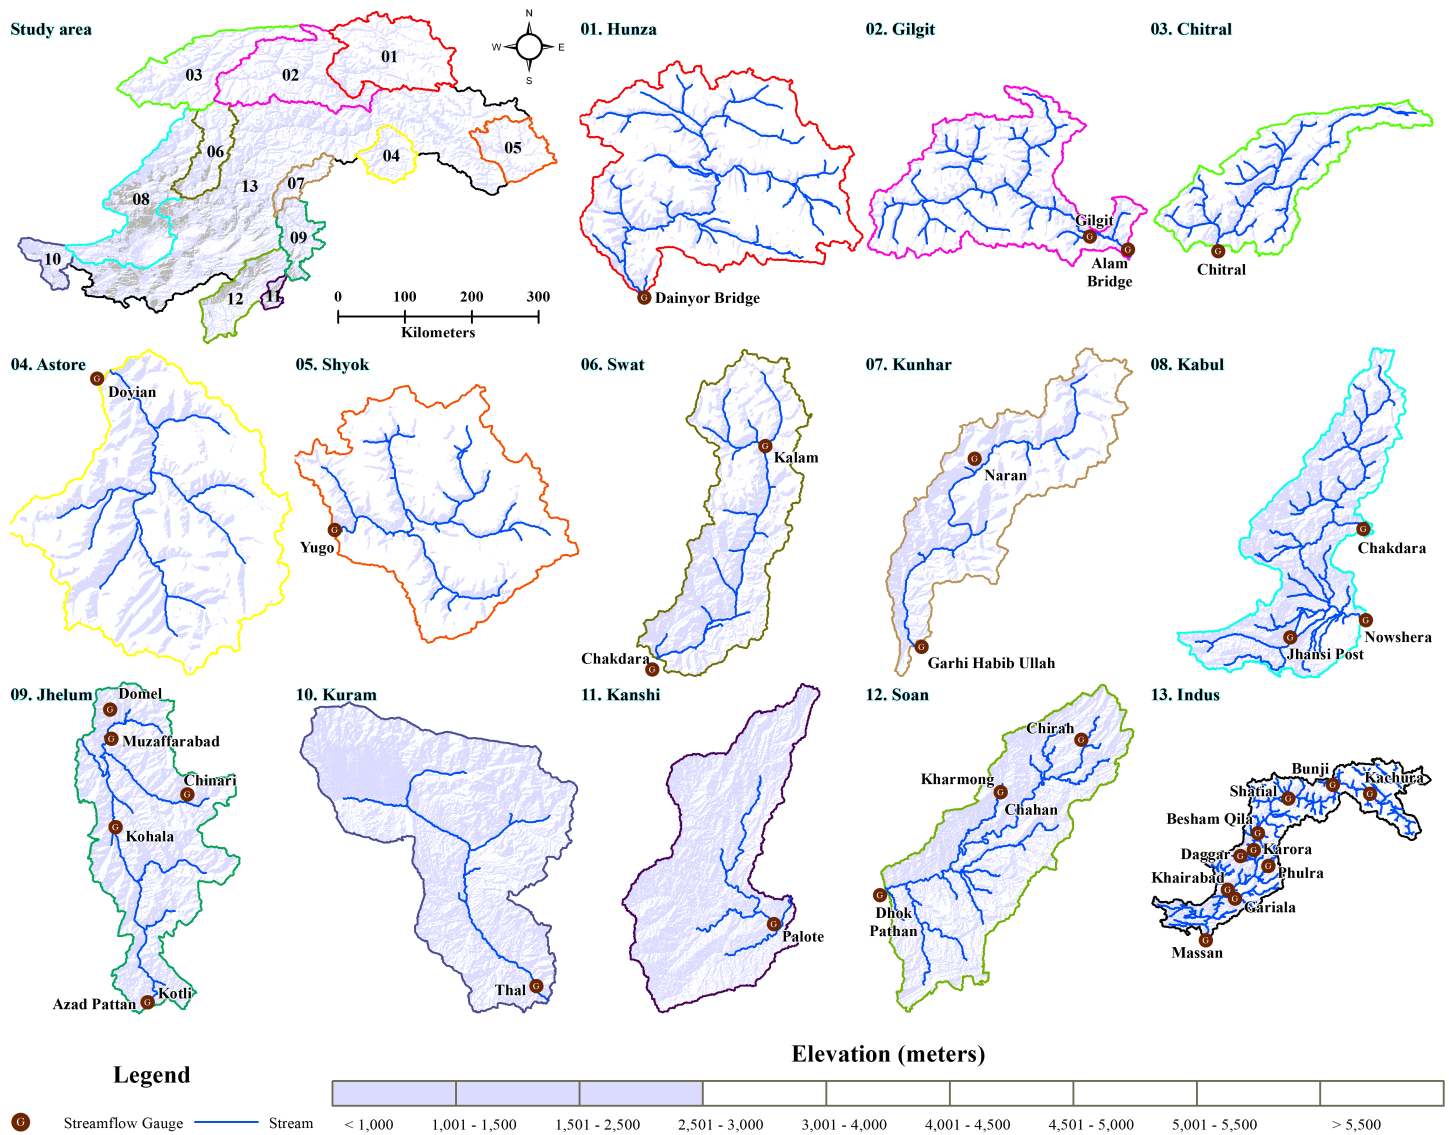 Study area
N
W
E
S
03
02
01
06
04
05
08
13
07
10
09
12
11
0 100 200 300
Kilometers
01. Hunza
Dainyor Bridge
02. Gilgit
Gilgit
Alam
Bridge
03. Chitral
Chitral
04. Astore
Doyian
05. Shyok
Yugo
06. Swat
Kalam
Chakdara
07. Kunhar
Naran
Garhi Habib Ullah
08. Kabul
Chakdara
Nowshera
Jhansi Post
09. Jhelum
Domel
Muzaffarabad
Chinari
Kohala
Kotli
Azad Pattan
10. Kuram
Thal
11. Kanshi
Palote
12. Soan
Chirah
Kharmong
Chahan
Dhok
Pathan
13. Indus
Bunji
Kachura
Shatial
Besham Qila
Karora
Daggar
Phulra
Khairabad
Gariala
Massan
Legend
G Streamflow Gauge
Stream
Elevation (meters)
< 1,000 1,001 - 1,500 1,501 - 2,500 2,501 - 3,000 3,001 - 4,000 4,001 - 4,500 4,501 - 5,000 5,001 - 5,500 > 5,500